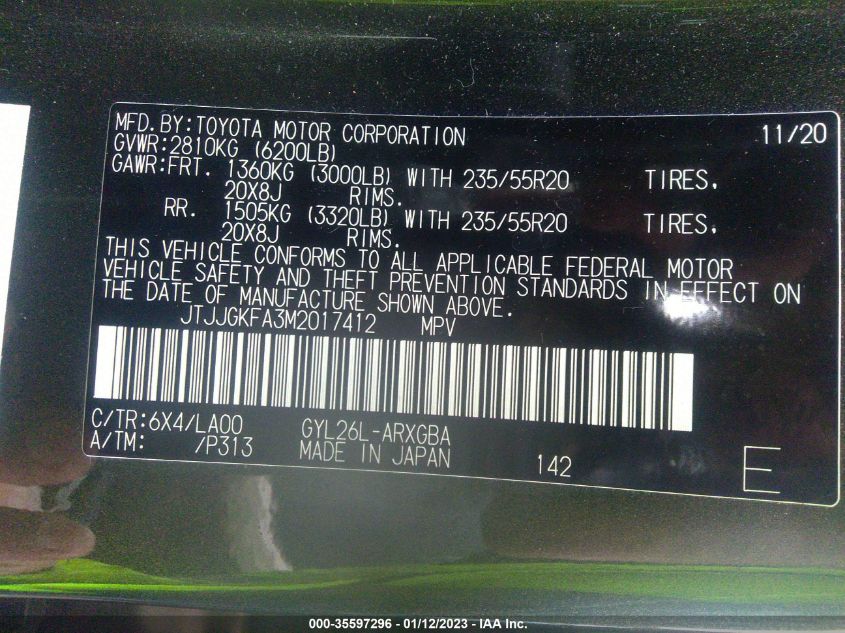 MFD.BY:TOYOTA MOTOR CORPORATION 11/20
GVWR:2810KG (6200LB)
GAWR:FRT. 1360KG (3000LB) WITH 235/55R20 TIRES,
20X8J RIMS.
RR. 1505KG (3320LB) WITH 235/55R20 TIRES,
20X8J RIMS.
THIS VEHICLE CONFORMS TO ALL APPLICABLE FEDERAL MOTOR
VEHICLE SAFETY AND THEFT PREVENTION STANDARDS IN EFFECT ON
THE DATE OF MANUFACTURE SHOWN ABOVE.
JTJJGKFA3M2017412 MPV
C/TR:6X4/LA00 GYL26L-ARXGBA
A/TM: /P313 MADE IN JAPAN 142 E
000-35597296 - 01/12/2023 - IAA Inc.